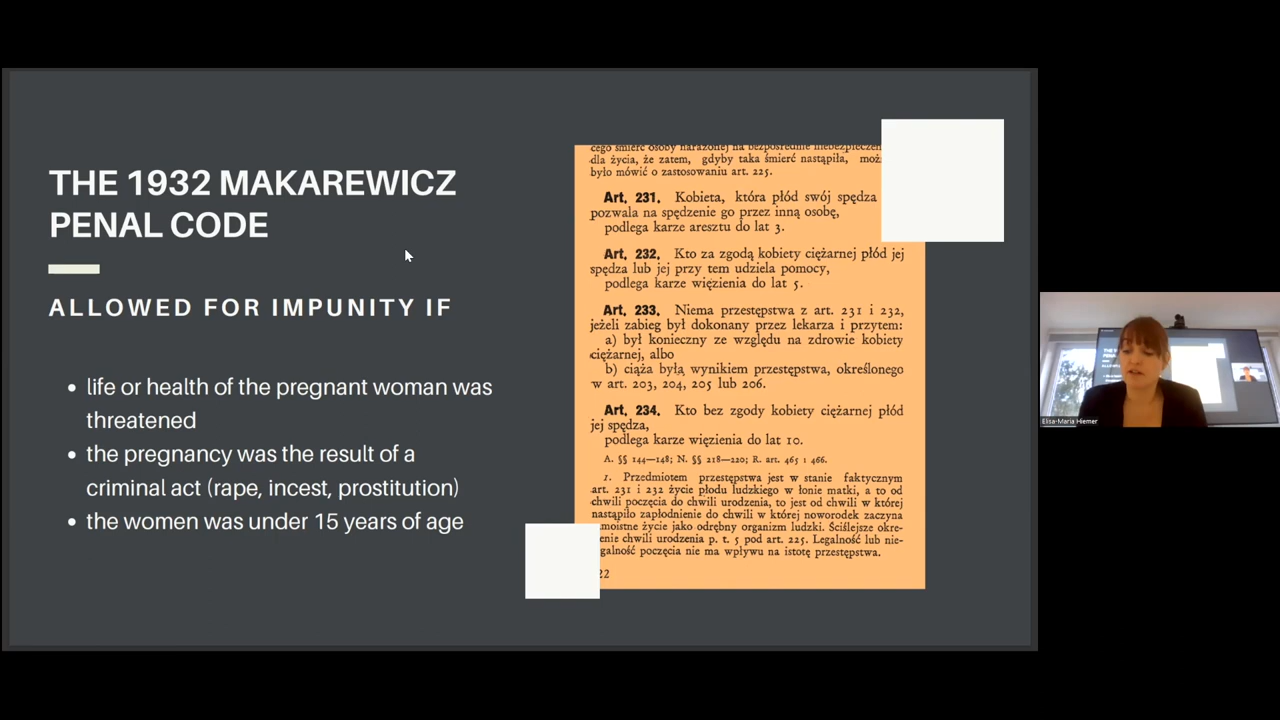 THE 1932 MAKAREWICZ
PENAL CODE
ALLOWED FOR IMPUNITY IF
• life or health of the pregnant woman was
threatened
• the pregnancy was the result of a
criminal act (rape, incest, prostitution)
• the women was under 15 years of age
cego śmierć osoby narażonej na bezpośrednie
dla życia, że zatem, gdyby taka śmierć nastąpiła,
było mówić o zastosowaniu art. 225.
Art. 231. Kobieta, która płód swój spędza
pozwala na spędzenie go przez inną osobę,
podlega karze aresztu do lat 3.
Art. 232. Kto za zgodą kobiety ciężarnej płód jej
spędza lub jej przy tem udziela pomocy,
podlega karze więzienia do lat 5.
Art. 233. Niema przestępstwa z art. 231 i 232,
jeżeli zabieg był dokonany przez lekarza i przytem:
a) był konieczny ze względu na zdrowie kobiety
ciężarnej, albo
b) ciąża była wynikiem przestępstwa, określonego
w art. 203, 204, 205 lub 206.
Art. 234. Kto bez zgody kobiety ciężarnej płód
jej spędza,
podlega karze więzienia do lat 10.
A. §§ 144—148; N. §§ 218—220; R. art. 465 i 466.
1. Przedmiotem przestępstwa jest w stanie faktycznym
art. 231 i 232 życie płodu ludzkiego w łonie matki, a to od
chwili poczęcia do chwili urodzenia, to jest od chwili w której
nastąpiło zapłodnienie do chwili w której noworodek zaczyna
samoistne życie jako odrębny organizm ludzki. Ściślejsze okre-
enie chwili urodzenia p. t. 5 pod art. 225. Legalność lub nie-
galność poczęcia nie ma wpływu na istotę przestępstwa.
22
Elisa-Maria Hiemer